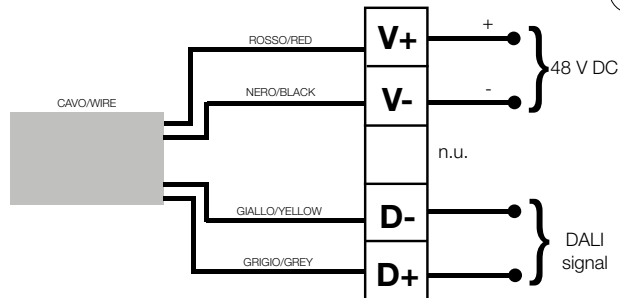 ROSSO/RED
V+
+
48 V DC
NERO/BLACK
V-
-
CAVO/WIRE
n.u.
GIALLO/YELLOW
D-
DALI
signal
GRIGIO/GREY
D+